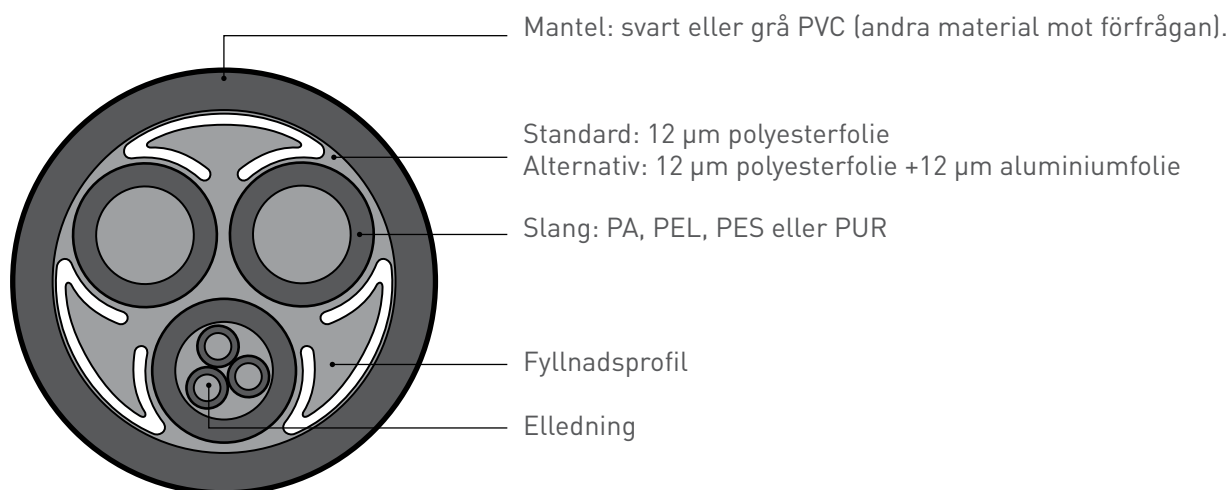 Mantel: svart eller grå PVC (andra material mot förfrågan).
Standard: 12 µm polyesterfolie
Alternativ: 12 µm polyesterfolie +12 µm aluminiumfolie
Slang: PA, PEL, PES eller PUR
Fyllnadsprofil
Elledning